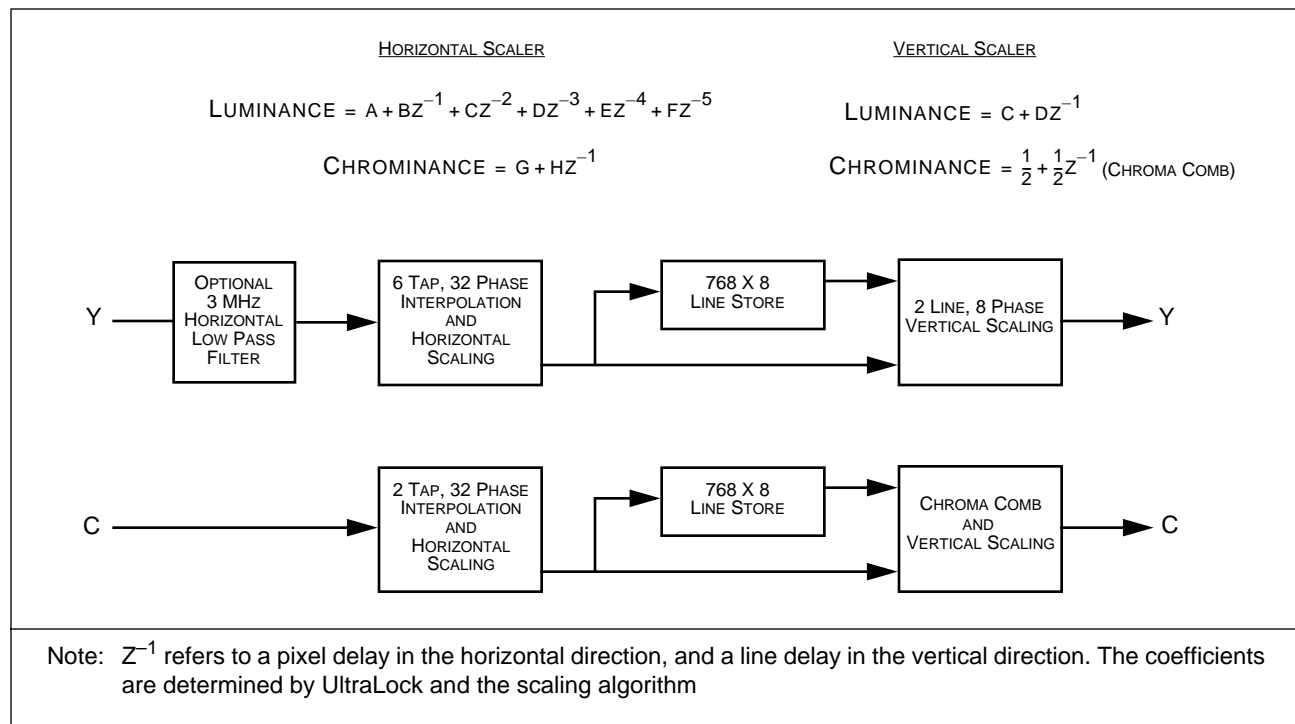 HORIZONTAL SCALER
VERTICAL SCALER
LUMINANCE = A + BZ⁻¹ + CZ⁻² + DZ⁻³ + EZ⁻⁴ + FZ⁻⁵
LUMINANCE = C + DZ⁻¹
CHROMINANCE = G + HZ⁻¹
CHROMINANCE = 1/2 + 1/2 Z⁻¹ (CHROMA COMB)
Y
OPTIONAL
3 MHZ
HORIZONTAL
LOW PASS
FILTER
6 TAP, 32 PHASE
INTERPOLATION
AND
HORIZONTAL
SCALING
768 X 8
LINE STORE
2 LINE, 8 PHASE
VERTICAL SCALING
Y
C
2 TAP, 32 PHASE
INTERPOLATION
AND
HORIZONTAL
SCALING
768 X 8
LINE STORE
CHROMA COMB
AND
VERTICAL SCALING
C
Note: Z⁻¹ refers to a pixel delay in the horizontal direction, and a line delay in the vertical direction. The coefficients
are determined by UltraLock and the scaling algorithm